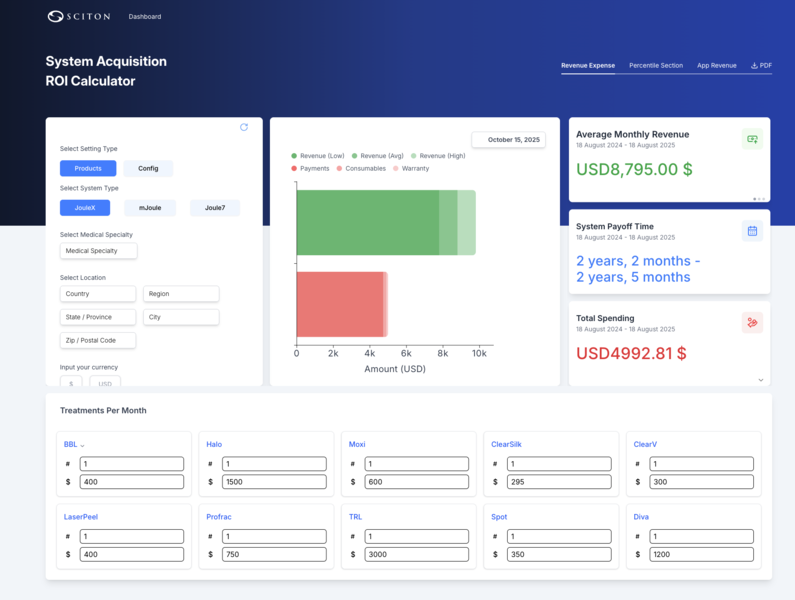 SCITON Dashboard
System Acquisition
ROI Calculator
Revenue Expense Percentile Section App Revenue PDF
Select Setting Type
Products Config
Select System Type
JouleX mJoule Joule7
Select Medical Specialty
Medical Specialty
Select Location
Country Region
State / Province City
Zip / Postal Code
Input your currency
$ USD
October 15, 2025
Revenue (Low) Revenue (Avg) Revenue (High)
Payments Consumables Warranty
0 2k 4k 6k 8k 10k
Amount (USD)
Average Monthly Revenue
18 August 2024 - 18 August 2025
USD8,795.00 $
System Payoff Time
18 August 2024 - 18 August 2025
2 years, 2 months -
2 years, 5 months
Total Spending
18 August 2024 - 18 August 2025
USD4992.81 $
Treatments Per Month
BBL Halo Moxi ClearSilk ClearV
# 1 # 1 # 1 # 1 # 1
$ 400 $ 1500 $ 600 $ 295 $ 300
LaserPeel Profrac TRL Spot Diva
# 1 # 1 # 1 # 1 # 1
$ 400 $ 750 $ 3000 $ 350 $ 1200